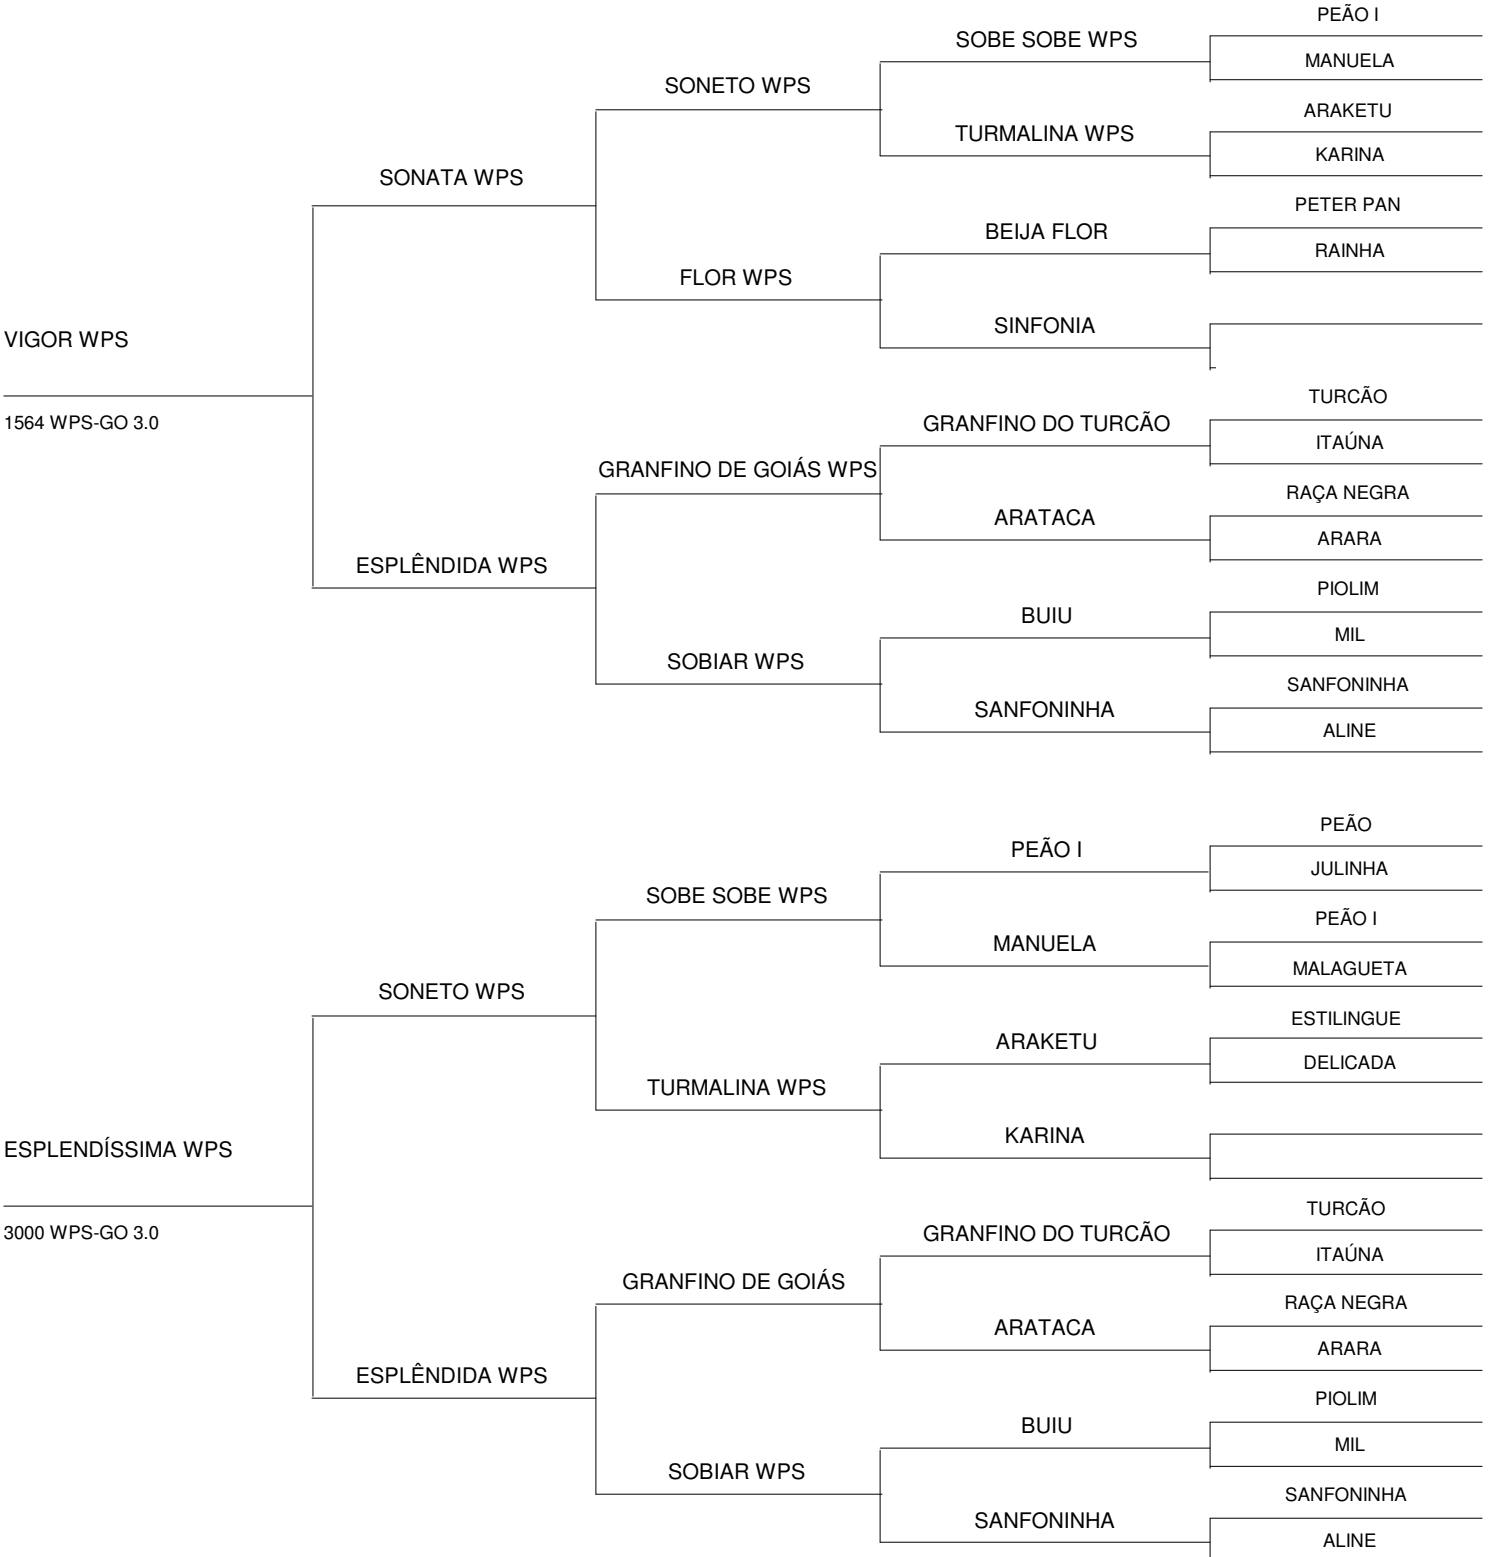 PEÃO I
SOBE SOBE WPS
MANUELA
SONETO WPS
ARAKETU
TURMALINA WPS
KARINA
SONATA WPS
PETER PAN
BEIJA FLOR
RAINHA
FLOR WPS
SINFONIA
VIGOR WPS
1564 WPS-GO 3.0
TURCÃO
GRANFINO DO TURCÃO
ITAÚNA
GRANFINO DE GOIÁS WPS
RAÇA NEGRA
ARATACA
ARARA
ESPLÊNDIDA WPS
PIOLIM
BUIU
MIL
SOBIAR WPS
SANFONINHA
SANFONINHA
ALINE
PEÃO
PEÃO I
JULINHA
SOBE SOBE WPS
PEÃO I
MANUELA
MALAGUETA
SONETO WPS
ESTILINGUE
ARAKETU
DELICADA
TURMALINA WPS
KARINA
ESPLENDÍSSIMA WPS
3000 WPS-GO 3.0
TURCÃO
GRANFINO DO TURCÃO
ITAÚNA
GRANFINO DE GOIÁS
RAÇA NEGRA
ARATACA
ARARA
ESPLÊNDIDA WPS
PIOLIM
BUIU
MIL
SOBIAR WPS
SANFONINHA
SANFONINHA
ALINE